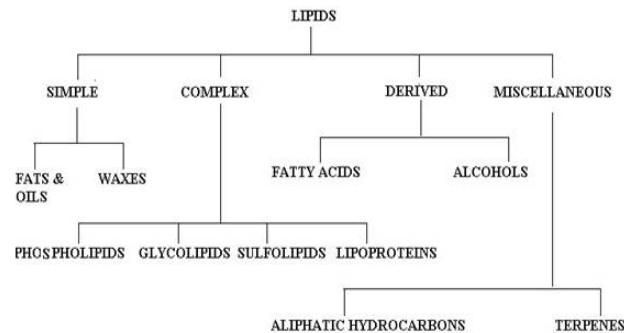 LIPIDS
SIMPLE COMPLEX DERIVED MISCELLANEOUS
FATS & OILS WAXES FATTY ACIDS ALCOHOLS
PHOSPHOLIPIDS GLYCOLIPIDS SULFOLIPIDS LIPOPROTEINS
ALIPHATIC HYDROCARBONS TERPENES